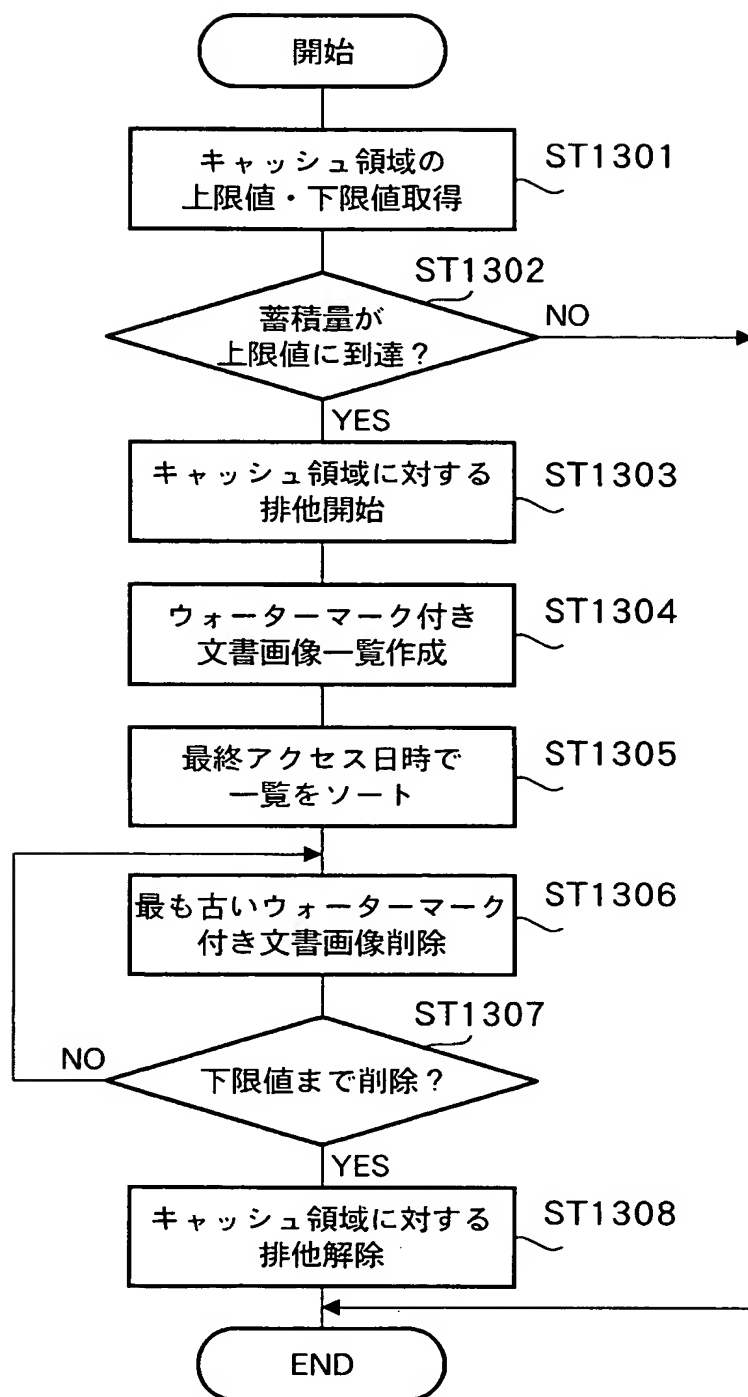 開始
キャッシュ領域の
上限値・下限値取得
ST1301
ST1302
蓄積量が
上限値に到達？
NO
YES
キャッシュ領域に対する
排他開始
ST1303
ウォーターマーク付き
文書画像一覧作成
ST1304
最終アクセス日時で
一覧をソート
ST1305
最も古いウォーターマーク
付き文書画像削除
ST1306
ST1307
NO
下限値まで削除？
YES
キャッシュ領域に対する
排他解除
ST1308
END